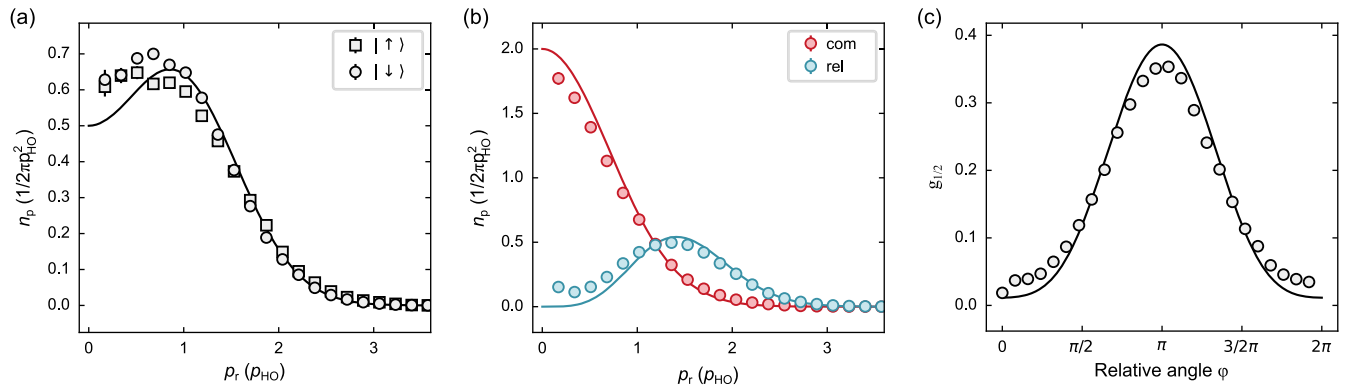 (a)
| ↑ ⟩
| ↓ ⟩
n_p (1/2πp²_HO)
0.7
0.6
0.5
0.4
0.3
0.2
0.1
0.0
0 1 2 3
p_r (p_HO)
(b)
com
rel
n_p (1/2πp²_HO)
2.0
1.5
1.0
0.5
0.0
0 1 2 3
p_r (p_HO)
(c)
g_1/2
0.4
0.3
0.2
0.1
0.0
0 π/2 π 3/2π 2π
Relative angle φ